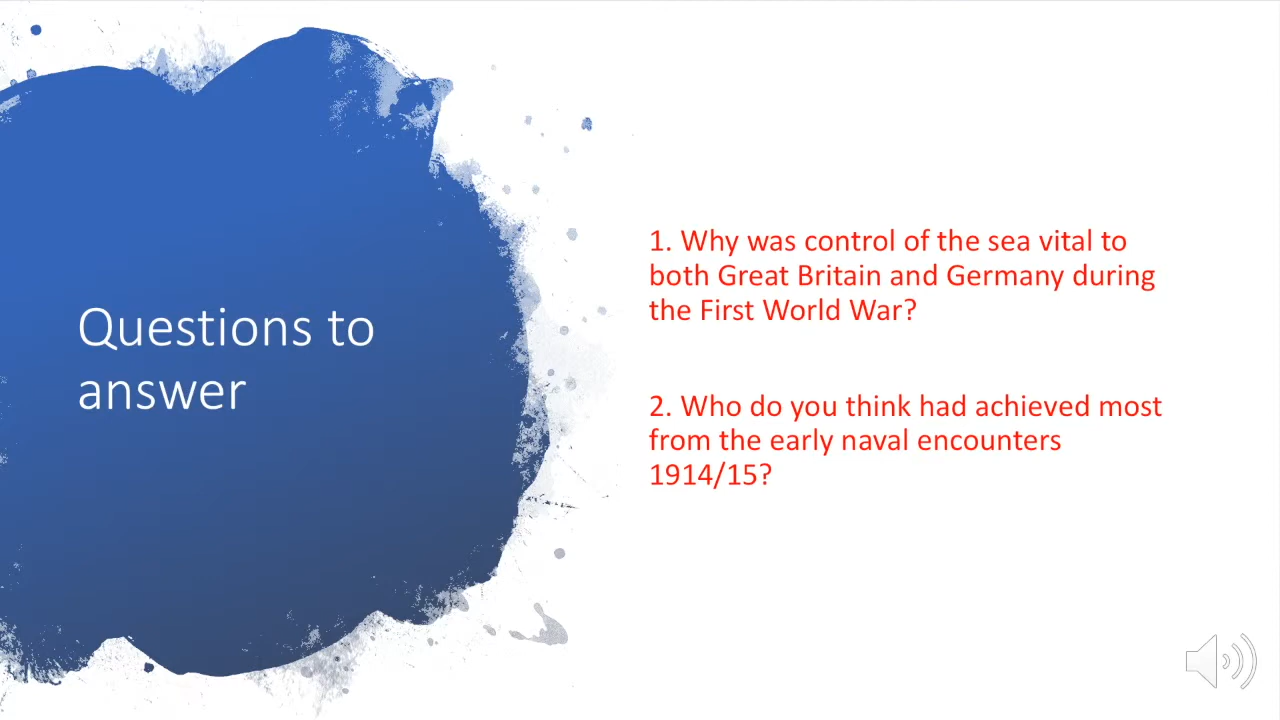 Questions to
answer
1. Why was control of the sea vital to
both Great Britain and Germany during
the First World War?
2. Who do you think had achieved most
from the early naval encounters
1914/15?